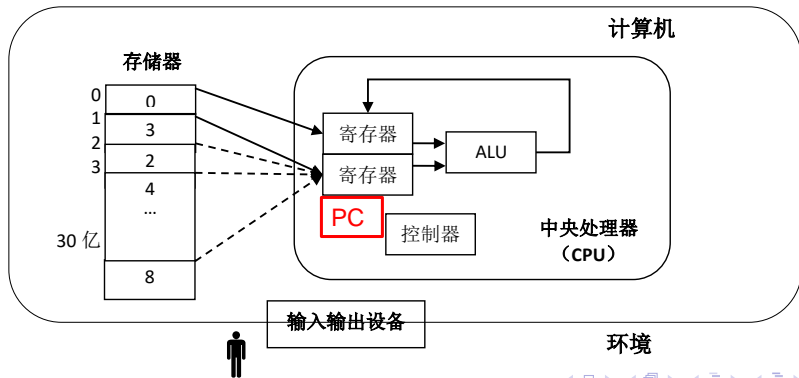 计算机
存储器
0 0
1 3
2 2
3 4
...
30 亿
8
寄存器
寄存器
ALU
PC
控制器
中央处理器
（CPU）
输入输出设备
环境